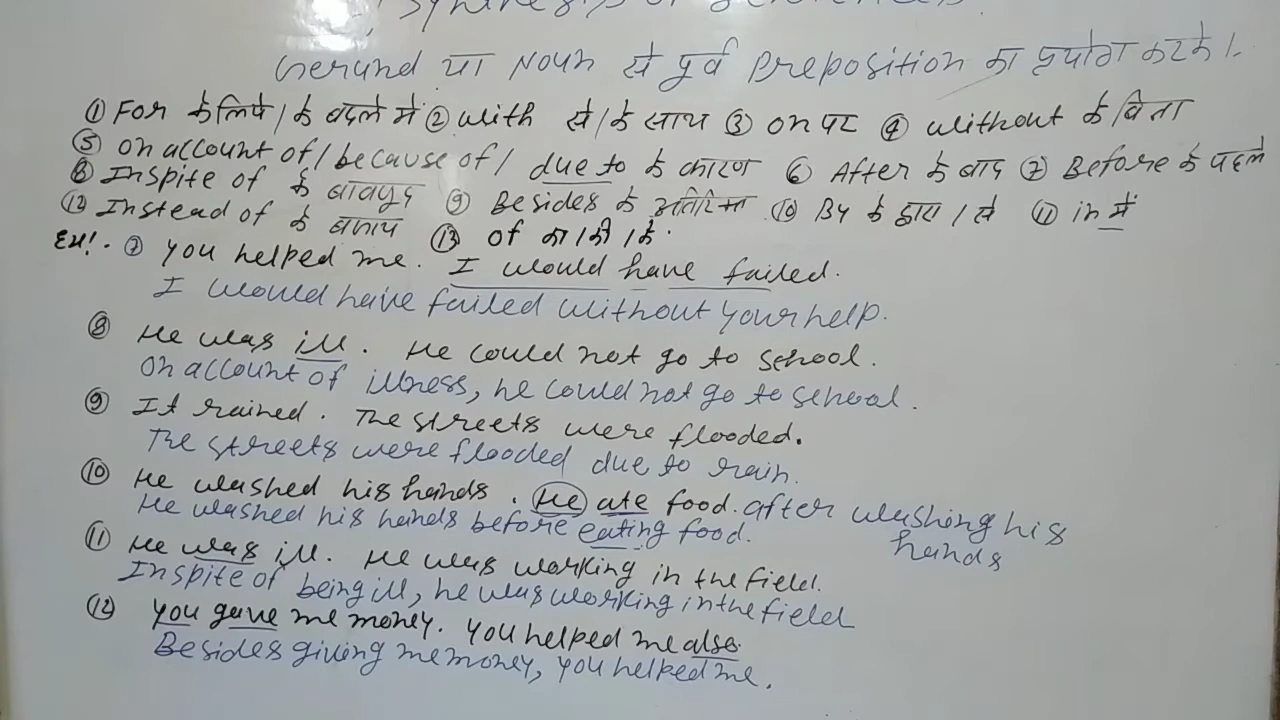 Synthesis of Sentences.
Gerund या Noun से पूर्व Preposition का प्रयोग करके।.
① For के लिये / के बदले में ② with से / के साथ ③ on पर ④ without के बिना
⑤ on account of / because of / due to के कारण ⑥ After के बाद ⑦ Before के पहले
⑧ Inspite of के बावजूद ⑨ Besides के अतिरिक्त ⑩ By के द्वारा / से ⑪ in में
⑫ Instead of के बजाय ⑬ of का / की / के.
Ex!. ⑦ You helped me. I would have failed.
I would have failed without your help.
⑧ He was ill. He could not go to school.
On account of illness, he could not go to school.
⑨ It rained. The streets were flooded.
The streets were flooded due to rain.
⑩ He washed his hands. He ate food. after washing his hands
He washed his hands before eating food.
⑪ He was ill. He was working in the field.
Inspite of being ill, he was working in the field
⑫ You gave me money. You helped me also.
Besides giving me money, you helped me.